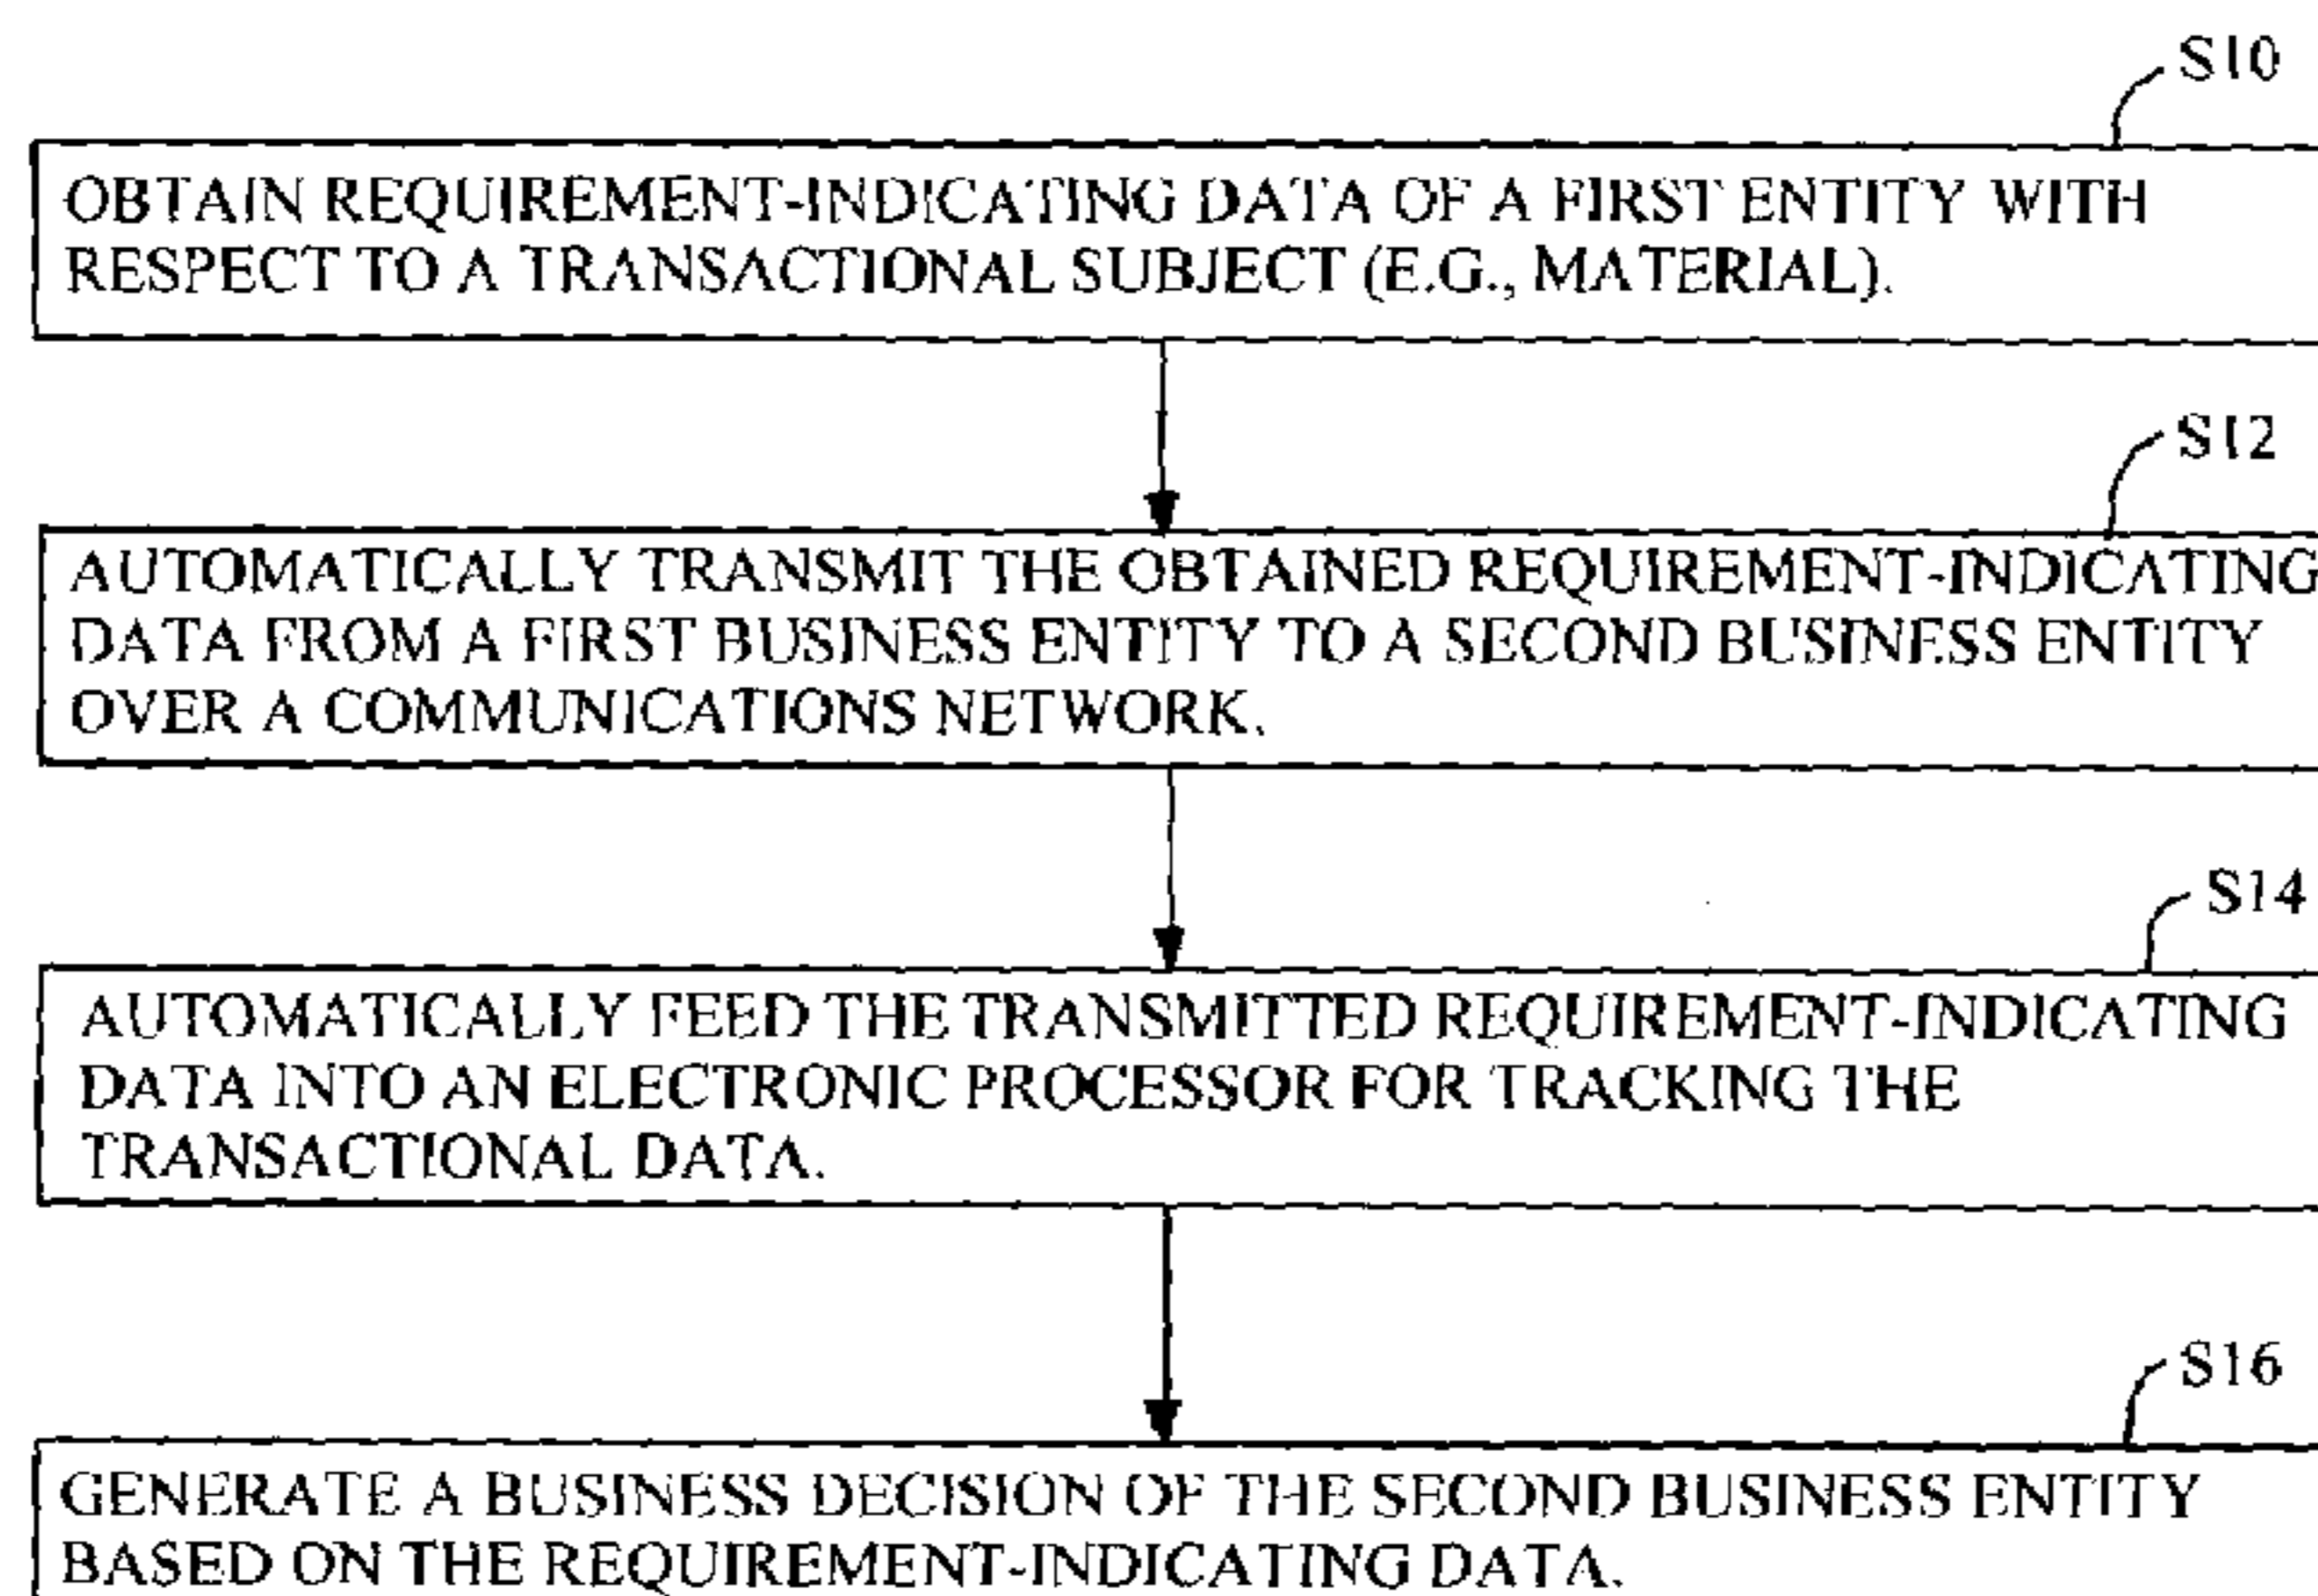 S10
OBTAIN REQUIREMENT-INDICATING DATA OF A FIRST ENTITY WITH
RESPECT TO A TRANSACTIONAL SUBJECT (E.G., MATERIAL).
S12
AUTOMATICALLY TRANSMIT THE OBTAINED REQUIREMENT-INDICATING
DATA FROM A FIRST BUSINESS ENTITY TO A SECOND BUSINESS ENTITY
OVER A COMMUNICATIONS NETWORK.
S14
AUTOMATICALLY FEED THE TRANSMITTED REQUIREMENT-INDICATING
DATA INTO AN ELECTRONIC PROCESSOR FOR TRACKING THE
TRANSACTIONAL DATA.
S16
GENERATE A BUSINESS DECISION OF THE SECOND BUSINESS ENTITY
BASED ON THE REQUIREMENT-INDICATING DATA.